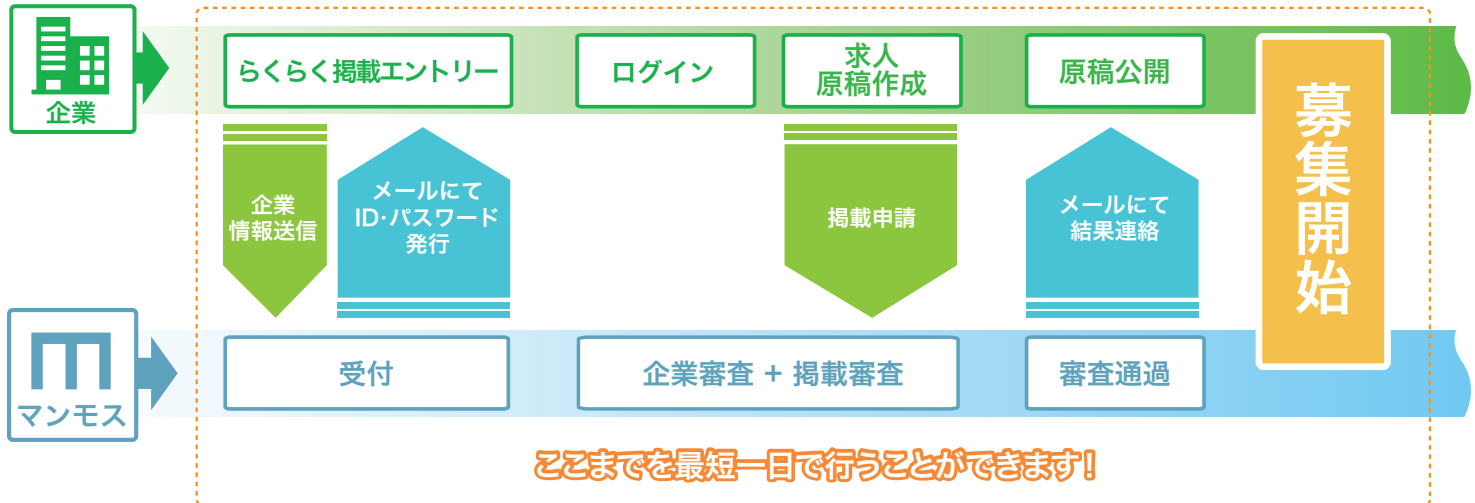 企業
らくらく掲載エントリー
ログイン
求人
原稿作成
原稿公開
募集開始
企業
情報送信
メールにて
ID・パスワード
発行
掲載申請
メールにて
結果連絡
マンモス
受付
企業審査 + 掲載審査
審査通過
ここまでを最短一日で行うことができます!